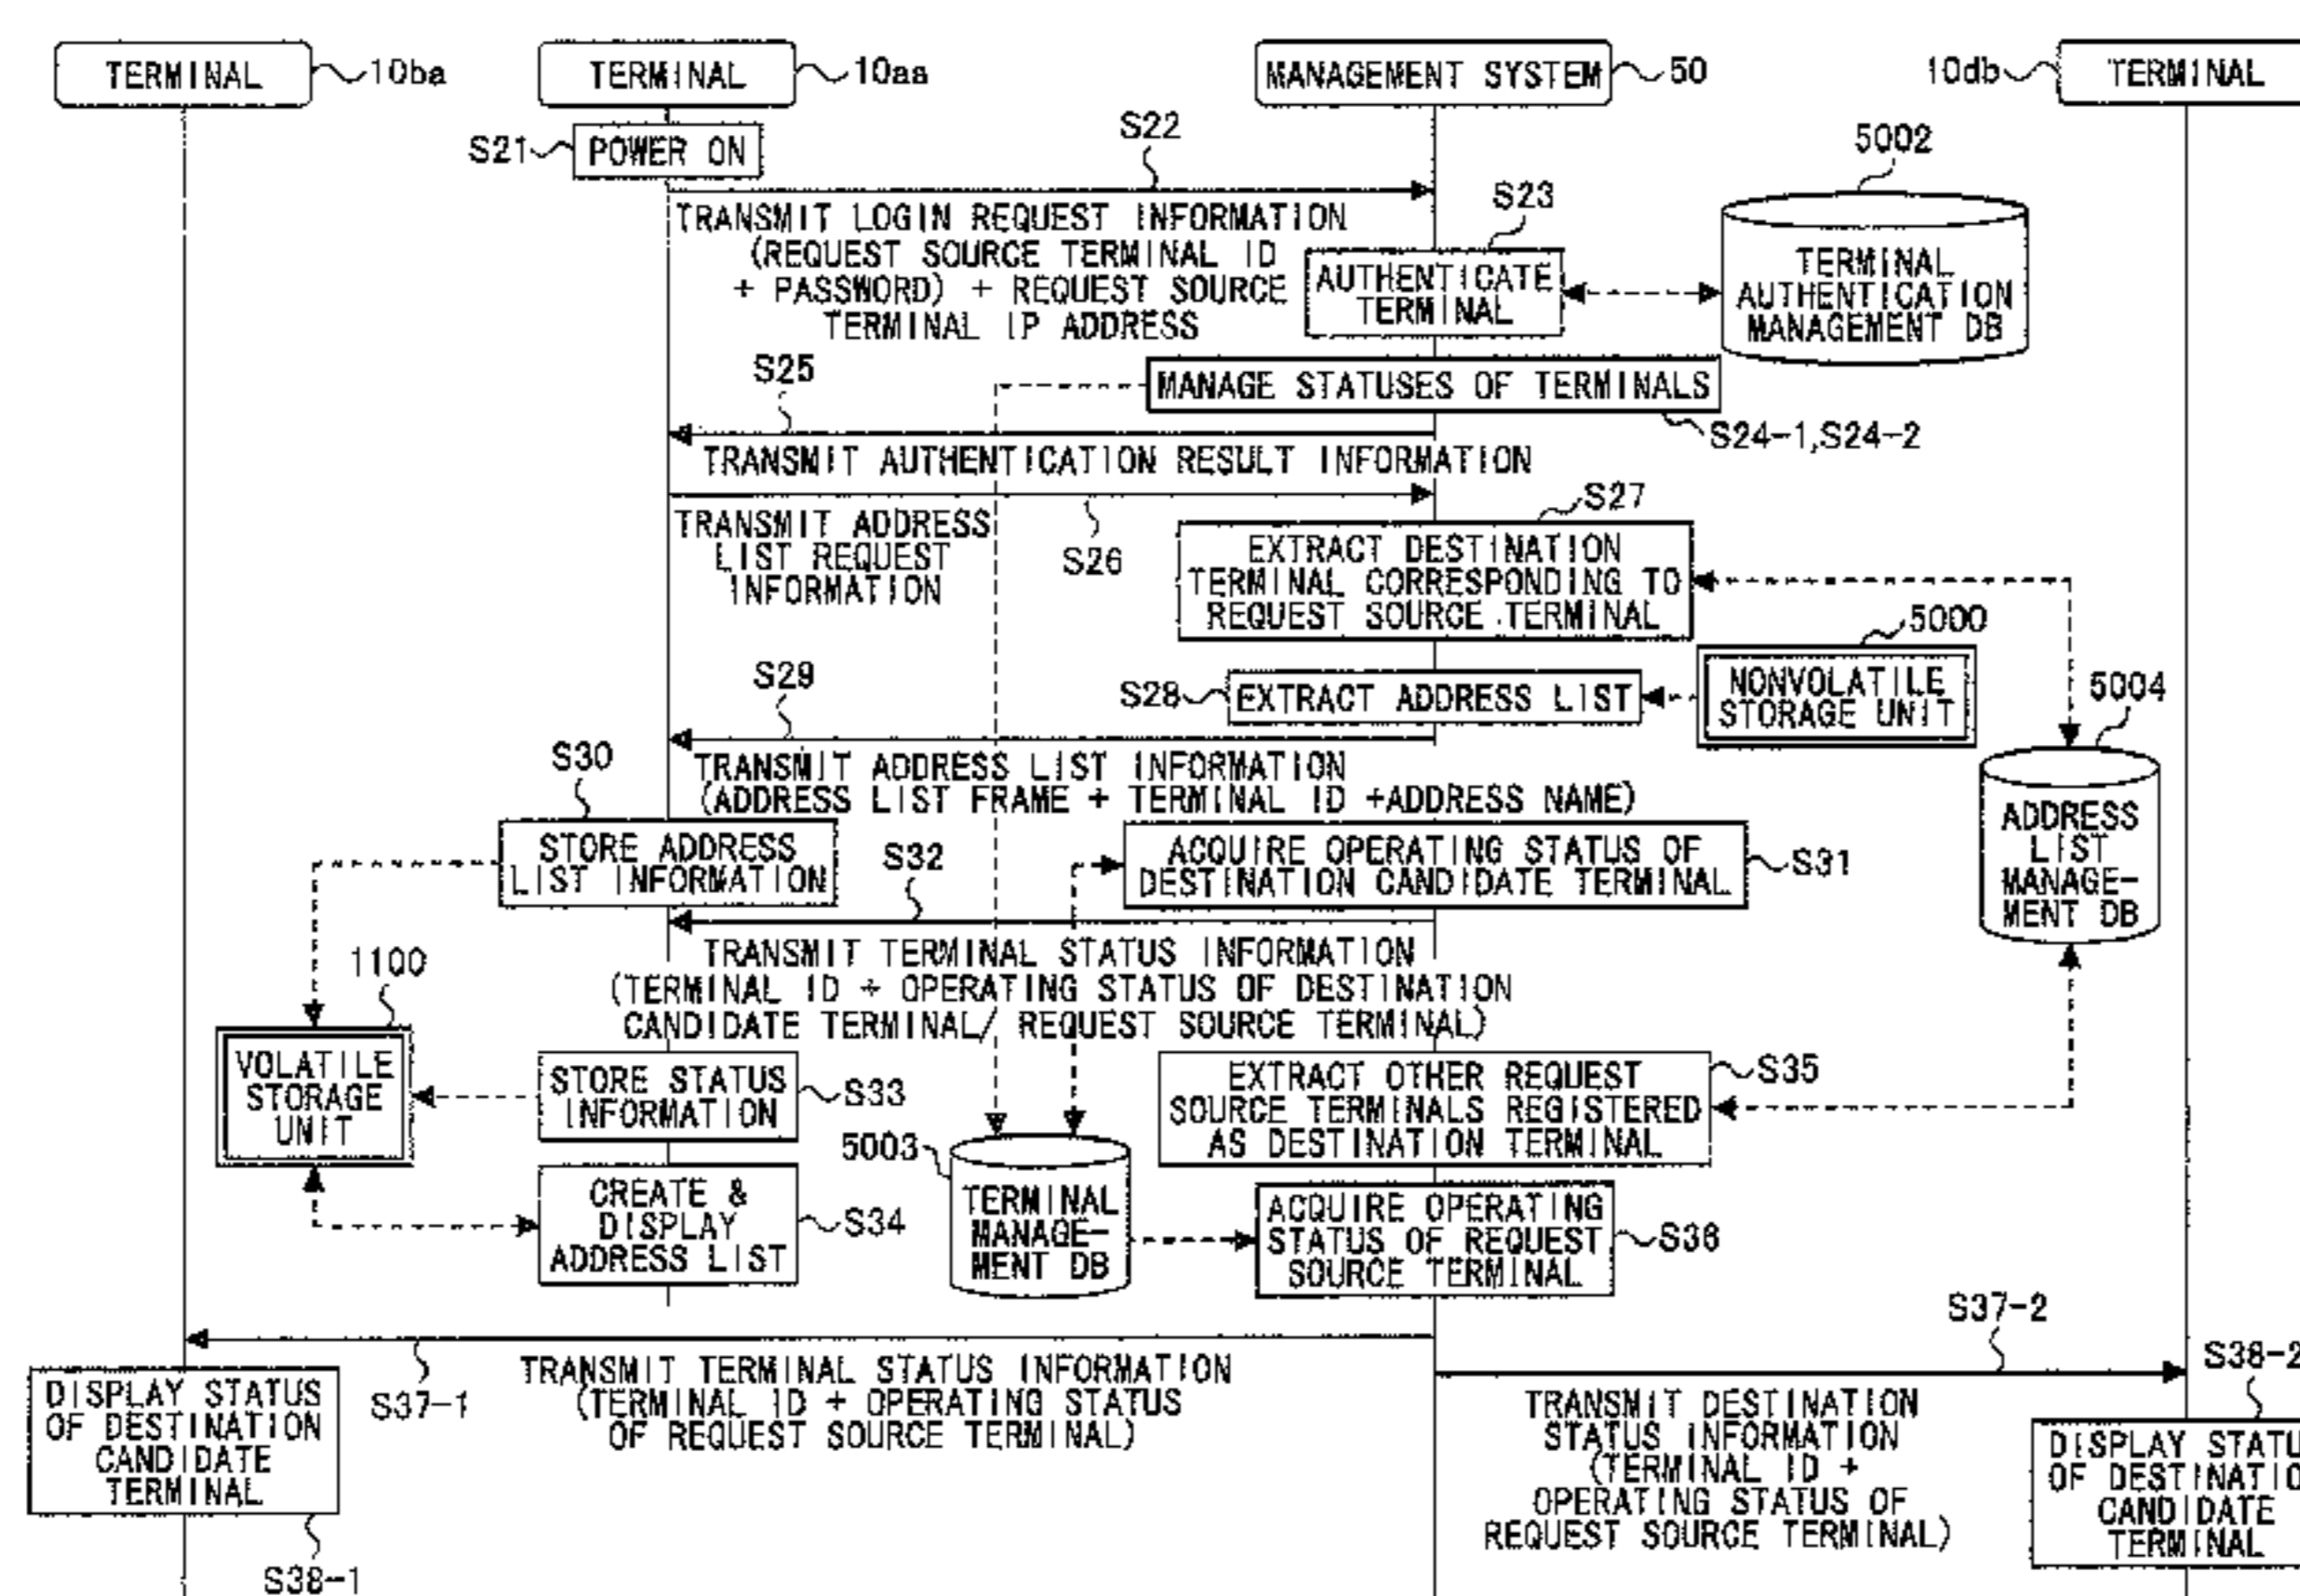 TERMINAL
10ba
TERMINAL
10aa
MANAGEMENT SYSTEM
50
10db
TERMINAL
S21
POWER ON
S22
TRANSMIT LOGIN REQUEST INFORMATION
(REQUEST SOURCE TERMINAL ID
+ PASSWORD) + REQUEST SOURCE
TERMINAL IP ADDRESS
S23
AUTHENTICATE
TERMINAL
5002
TERMINAL
AUTHENTICATION
MANAGEMENT DB
MANAGE STATUSES OF TERMINALS
S24-1,S24-2
S25
TRANSMIT AUTHENTICATION RESULT INFORMATION
TRANSMIT ADDRESS
LIST REQUEST
INFORMATION
S26
S27
EXTRACT DESTINATION
TERMINAL CORRESPONDING TO
REQUEST SOURCE TERMINAL
5000
NONVOLATILE
STORAGE UNIT
S28
EXTRACT ADDRESS LIST
5004
ADDRESS
LIST
MANAGE-
MENT DB
S29
TRANSMIT ADDRESS LIST INFORMATION
(ADDRESS LIST FRAME + TERMINAL ID +ADDRESS NAME)
S30
STORE ADDRESS
LIST INFORMATION
S31
ACQUIRE OPERATING STATUS OF
DESTINATION CANDIDATE TERMINAL
S32
TRANSMIT TERMINAL STATUS INFORMATION
(TERMINAL ID + OPERATING STATUS OF DESTINATION
CANDIDATE TERMINAL/ REQUEST SOURCE TERMINAL)
1100
VOLATILE
STORAGE
UNIT
STORE STATUS
INFORMATION
S33
CREATE &
DISPLAY
ADDRESS LIST
S34
5003
TERMINAL
MANAGE-
MENT DB
EXTRACT OTHER REQUEST
SOURCE TERMINALS REGISTERED
AS DESTINATION TERMINAL
S35
ACQUIRE OPERATING
STATUS OF REQUEST
SOURCE TERMINAL
S36
S37-1
TRANSMIT TERMINAL STATUS INFORMATION
(TERMINAL ID + OPERATING STATUS
OF REQUEST SOURCE TERMINAL)
S37-2
TRANSMIT DESTINATION
STATUS INFORMATION
(TERMINAL ID +
OPERATING STATUS OF
REQUEST SOURCE TERMINAL)
DISPLAY STATUS
OF DESTINATION
CANDIDATE
TERMINAL
S38-1
S38-2
DISPLAY STATU
OF DESTINATIO
CANDIDATE
TERMINAL